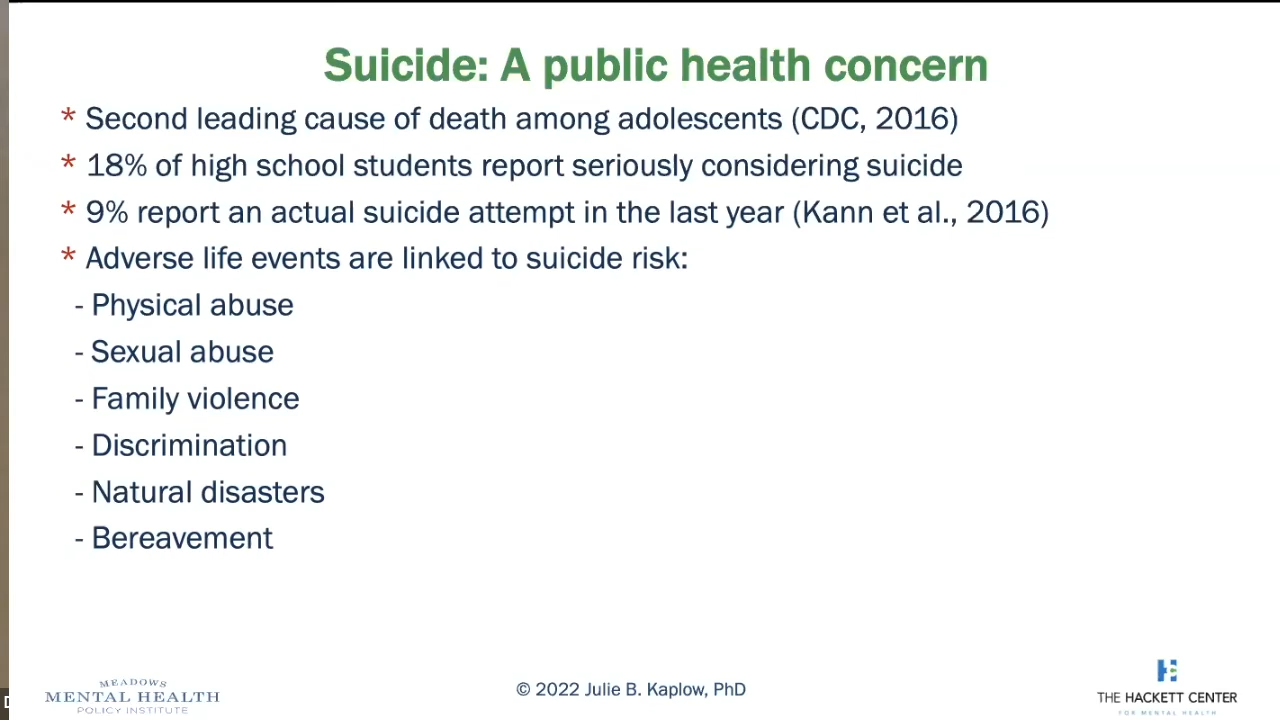 Suicide: A public health concern
* Second leading cause of death among adolescents (CDC, 2016)
* 18% of high school students report seriously considering suicide
* 9% report an actual suicide attempt in the last year (Kann et al., 2016)
* Adverse life events are linked to suicide risk:
- Physical abuse
- Sexual abuse
- Family violence
- Discrimination
- Natural disasters
- Bereavement
MEADOWS
MENTAL HEALTH
POLICY INSTITUTE
© 2022 Julie B. Kaplow, PhD
THE HACKETT CENTER
FOR MENTAL HEALTH